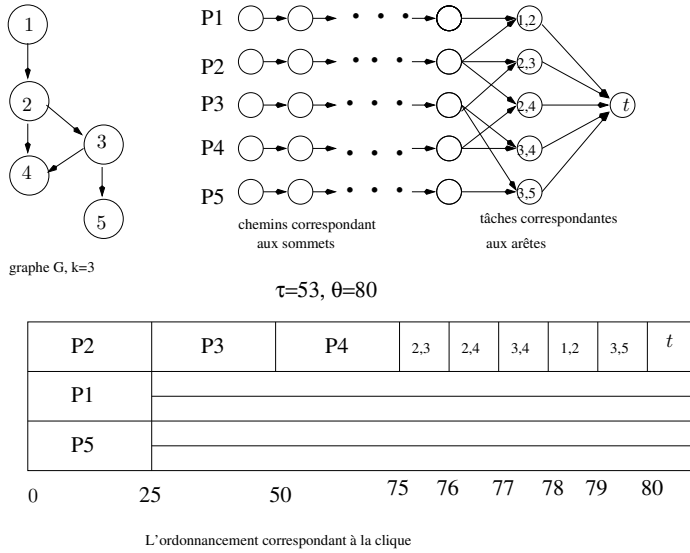 1
2
3
4
5
graphe G, k=3
P1
P2
P3
P4
P5
1,2
2,3
2,4
3,4
3,5
t
chemins correspondant
aux sommets
tâches correspondantes
aux arêtes
τ=53, θ=80
P2 P3 P4 2,3 2,4 3,4 1,2 3,5 t
P1
P5
0 25 50 75 76 77 78 79 80
L'ordonnancement correspondant à la clique